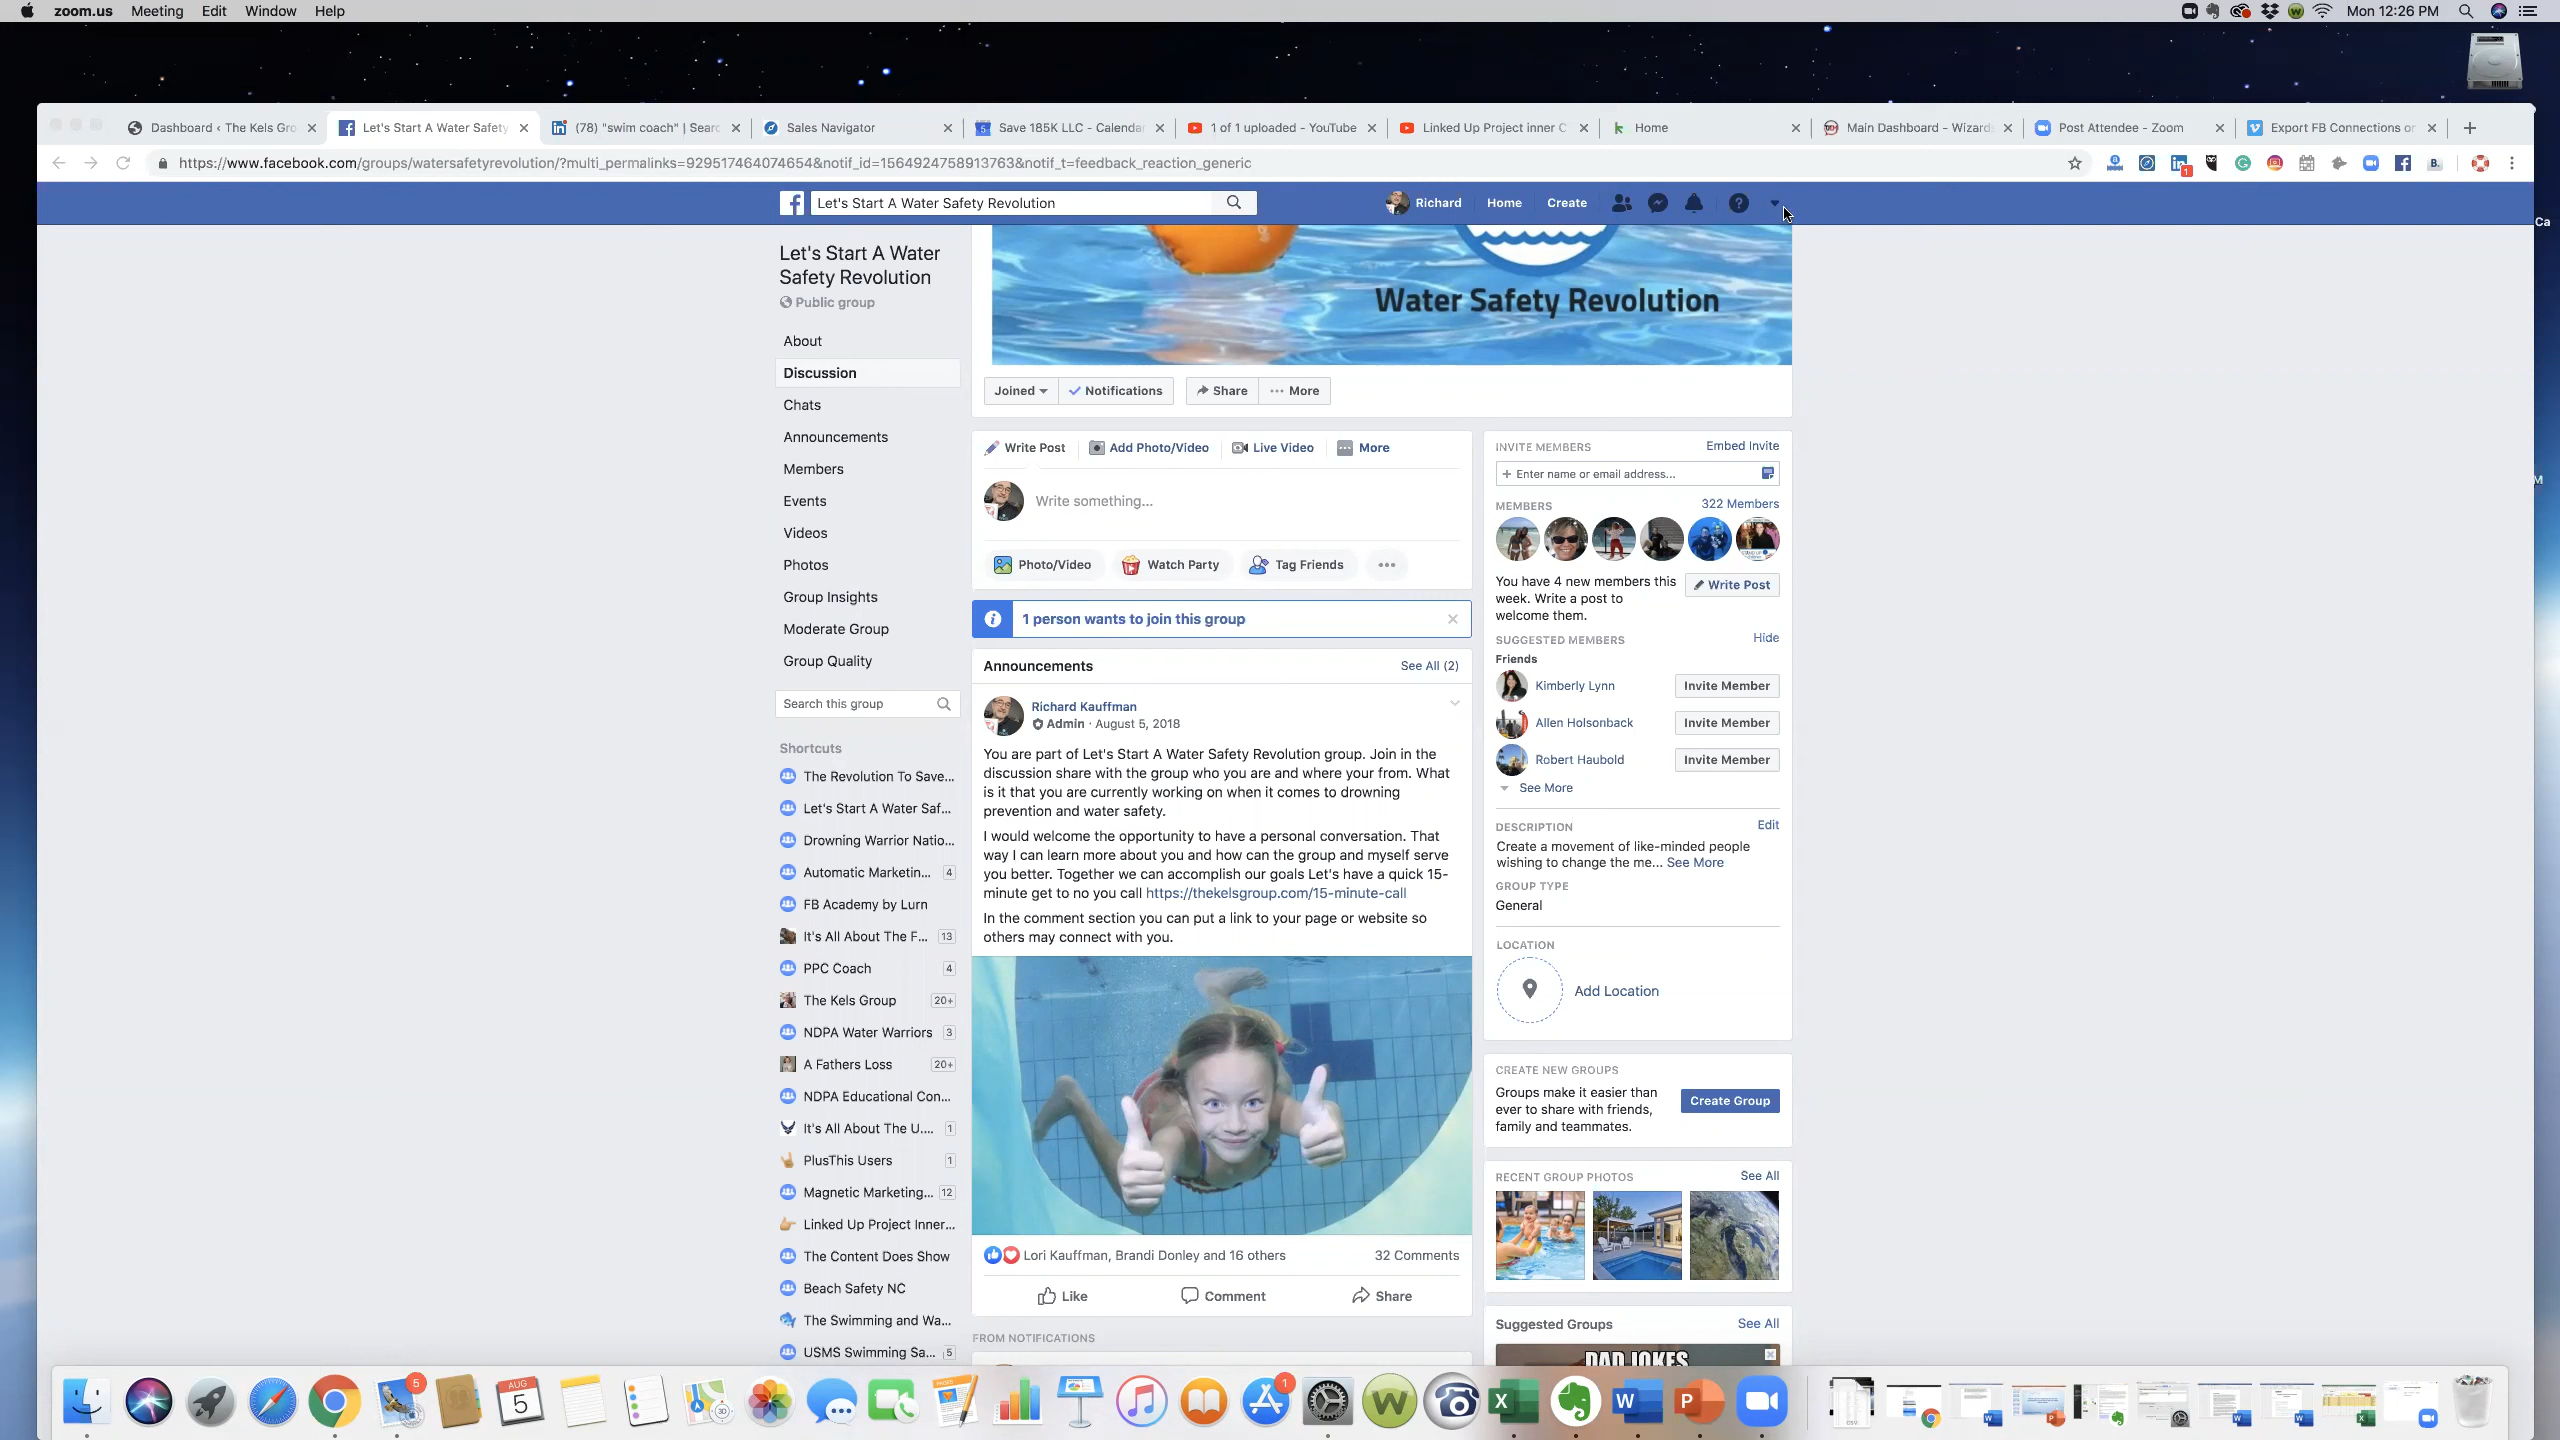 zoom.us Meeting Edit Window Help
Mon 12:26 PM
Dashboard ‹ The Kels Gro
Let's Start A Water Safety
(78) "swim coach" | Sear
Sales Navigator
Save 185K LLC - Calenda
1 of 1 uploaded - YouTube
Linked Up Project inner C
Home
Main Dashboard - Wizard
Post Attendee - Zoom
Export FB Connections or
https://www.facebook.com/groups/watersafetyrevolution/?multi_permalinks=929517464074654&notif_id=1564924758913763&notif_t=feedback_reaction_generic
Let's Start A Water Safety Revolution
Richard Home Create
Ca
M
Let's Start A Water
Safety Revolution
Public group
About
Discussion
Chats
Announcements
Members
Events
Videos
Photos
Group Insights
Moderate Group
Group Quality
Search this group
Shortcuts
The Revolution To Save...
Let's Start A Water Saf...
Drowning Warrior Natio...
Automatic Marketin... 4
FB Academy by Lurn
It's All About The F... 13
PPC Coach 4
The Kels Group 20+
NDPA Water Warriors 3
A Fathers Loss 20+
NDPA Educational Con...
It's All About The U.... 1
PlusThis Users 1
Magnetic Marketing... 12
Linked Up Project Inner...
The Content Does Show
Beach Safety NC
The Swimming and Wa...
USMS Swimming Sa... 5
Water Safety Revolution
Joined Notifications Share More
Write Post Add Photo/Video Live Video More
Write something...
Photo/Video Watch Party Tag Friends
1 person wants to join this group
Announcements See All (2)
Richard Kauffman
Admin · August 5, 2018
You are part of Let's Start A Water Safety Revolution group. Join in the
discussion share with the group who you are and where your from. What
is it that you are currently working on when it comes to drowning
prevention and water safety.
I would welcome the opportunity to have a personal conversation. That
way I can learn more about you and how can the group and myself serve
you better. Together we can accomplish our goals Let's have a quick 15-
minute get to no you call https://thekelsgroup.com/15-minute-call
In the comment section you can put a link to your page or website so
others may connect with you.
Lori Kauffman, Brandi Donley and 16 others 32 Comments
Like Comment Share
FROM NOTIFICATIONS
INVITE MEMBERS Embed Invite
+ Enter name or email address...
MEMBERS 322 Members
You have 4 new members this
week. Write a post to
welcome them.
Write Post
SUGGESTED MEMBERS Hide
Friends
Kimberly Lynn Invite Member
Allen Holsonback Invite Member
Robert Haubold Invite Member
See More
DESCRIPTION Edit
Create a movement of like-minded people
wishing to change the me... See More
GROUP TYPE
General
LOCATION
Add Location
CREATE NEW GROUPS
Groups make it easier than
ever to share with friends,
family and teammates.
Create Group
RECENT GROUP PHOTOS See All
Suggested Groups See All
DAD JOKES
5
AUG
5
1